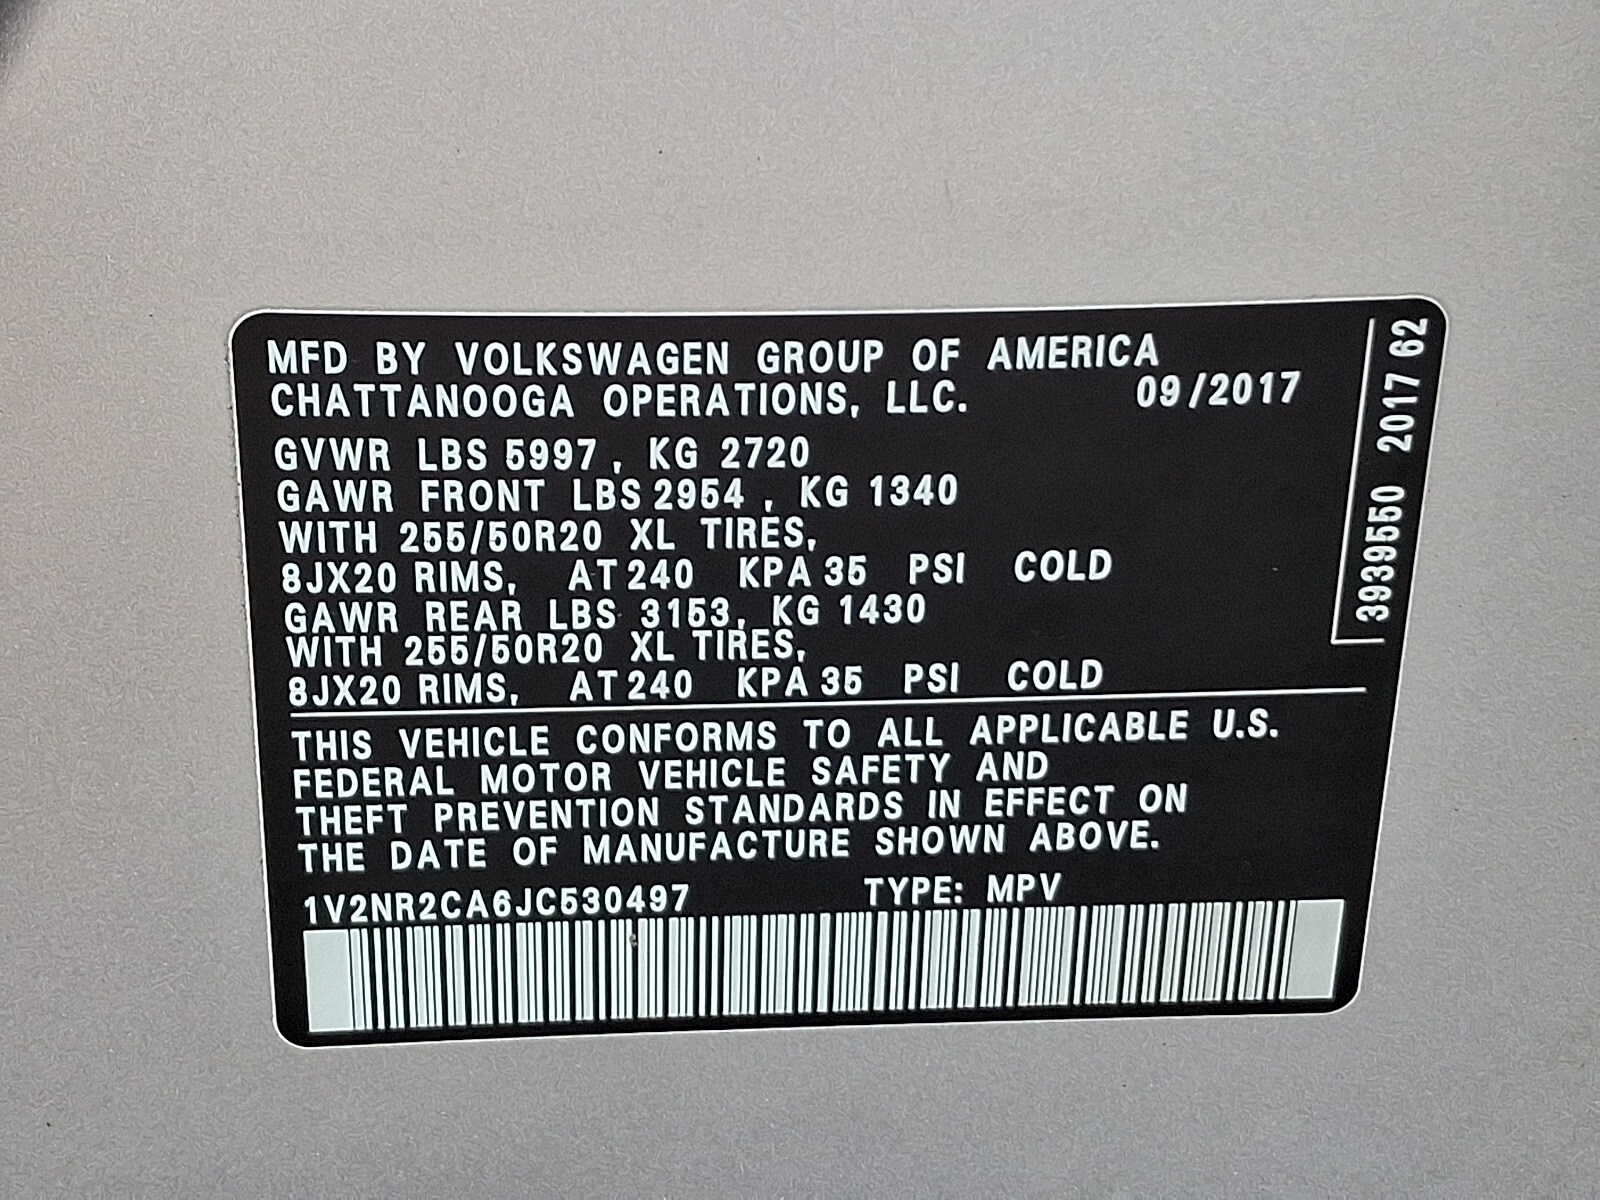 MFD BY VOLKSWAGEN GROUP OF AMERICA
CHATTANOOGA OPERATIONS, LLC. 09/2017
GVWR LBS 5997, KG 2720
GAWR FRONT LBS 2954, KG 1340
WITH 255/50R20 XL TIRES,
8JX20 RIMS, AT 240 KPA 35 PSI COLD
GAWR REAR LBS 3153, KG 1430
WITH 255/50R20 XL TIRES,
8JX20 RIMS, AT 240 KPA 35 PSI COLD
THIS VEHICLE CONFORMS TO ALL APPLICABLE U.S.
FEDERAL MOTOR VEHICLE SAFETY AND
THEFT PREVENTION STANDARDS IN EFFECT ON
THE DATE OF MANUFACTURE SHOWN ABOVE.
1V2NR2CA6JC530497 TYPE: MPV
3939550 2017 62